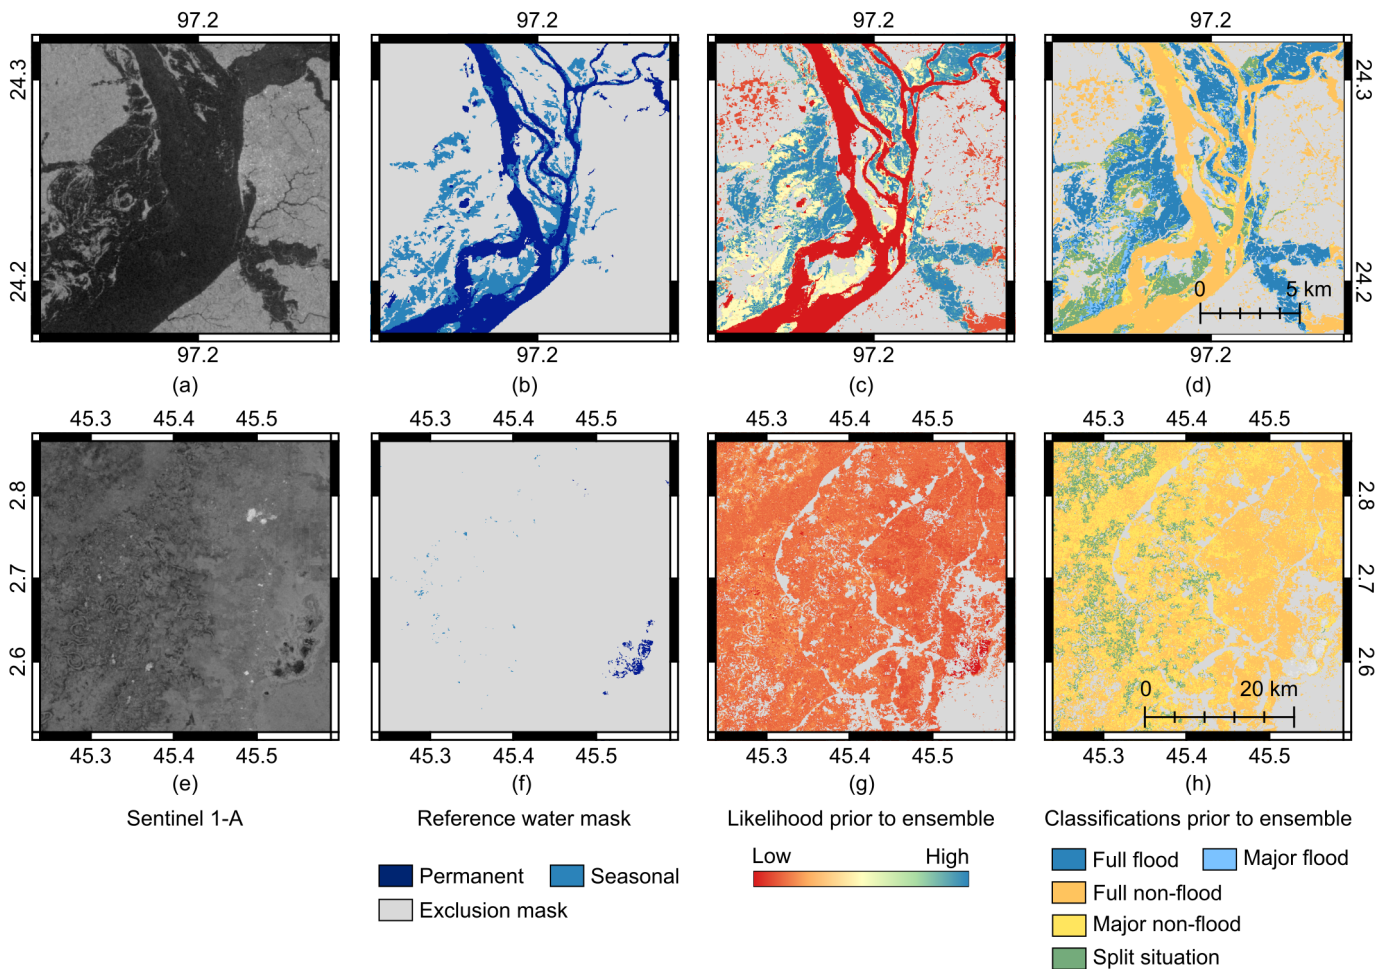 97.2 97.2 97.2 97.2
24.3 24.3
24.2 24.2
0 5 km
97.2 97.2 97.2 97.2
(a) (b) (c) (d)
45.3 45.4 45.5 45.3 45.4 45.5 45.3 45.4 45.5 45.3 45.4 45.5
2.8 2.8
2.7 2.7
2.6 2.6
0 20 km
45.3 45.4 45.5 45.3 45.4 45.5 45.3 45.4 45.5 45.3 45.4 45.5
(e) (f) (g) (h)
Sentinel 1-A Reference water mask Likelihood prior to ensemble Classifications prior to ensemble
Low High
Full flood Major flood
Permanent Seasonal
Full non-flood
Exclusion mask
Major non-flood
Split situation